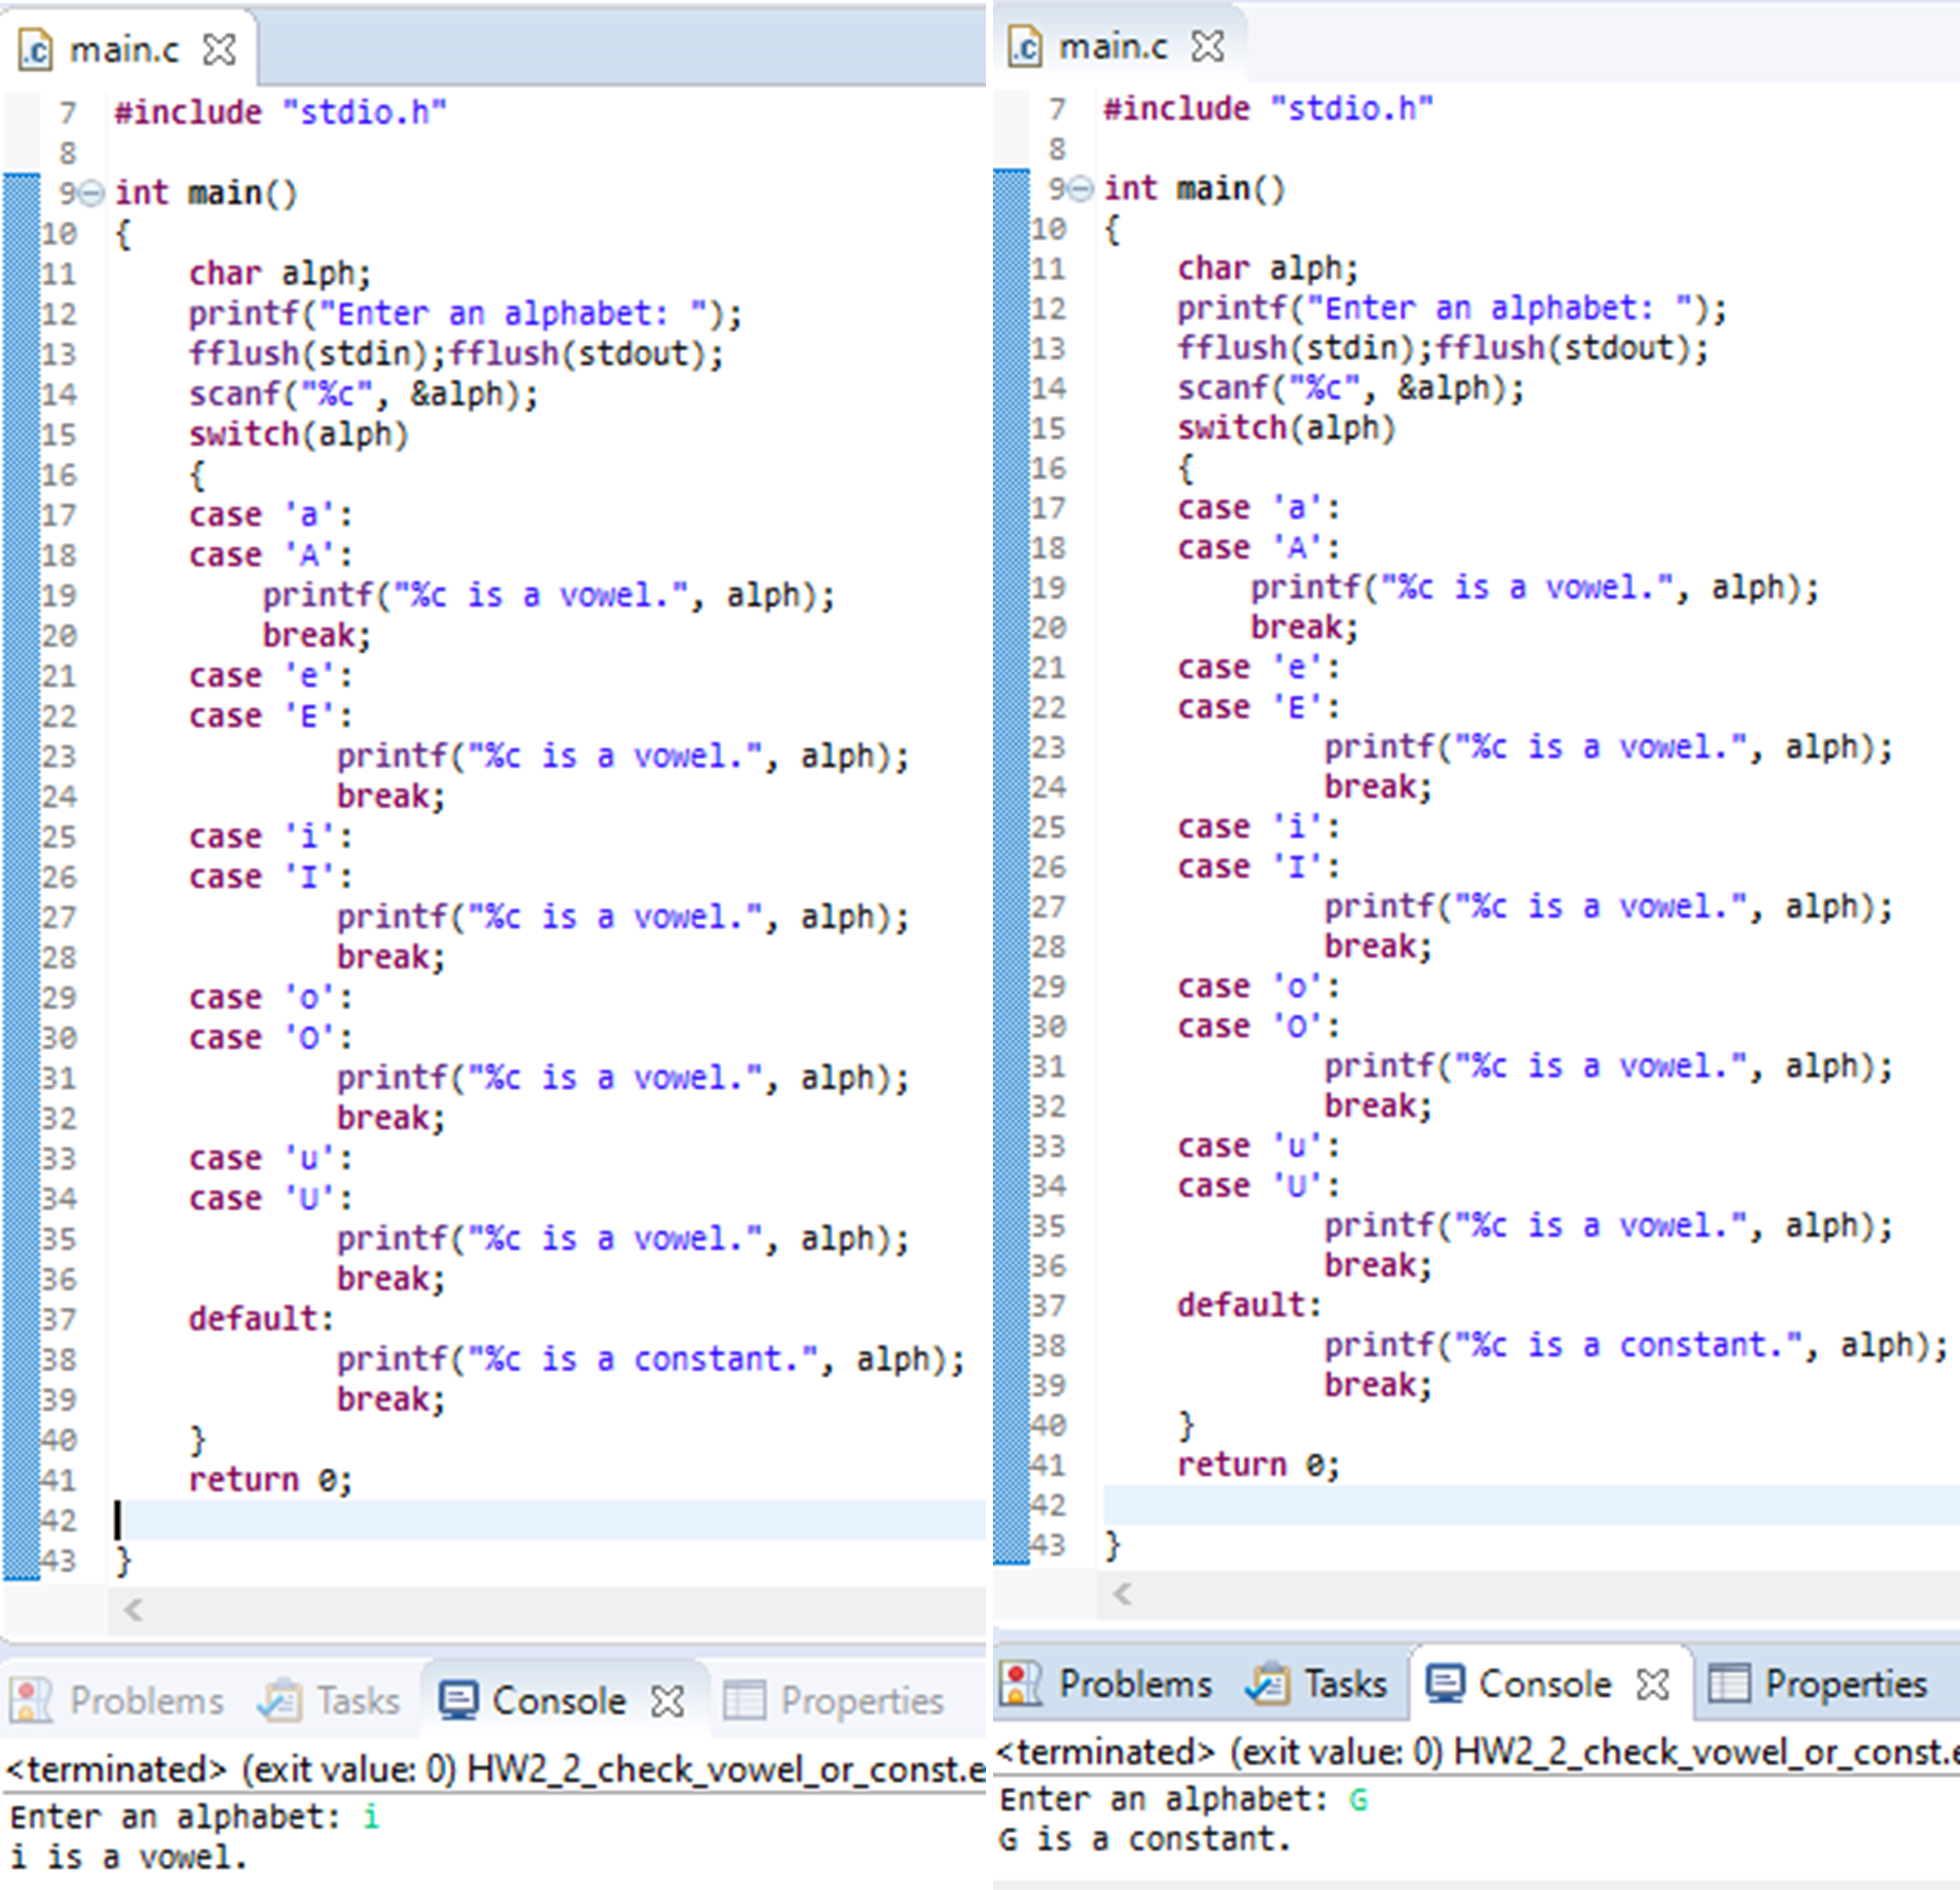 main.c
7 #include "stdio.h"
8
9 int main()
10 {
11 char alph;
12 printf("Enter an alphabet: ");
13 fflush(stdin);fflush(stdout);
14 scanf("%c", &alph);
15 switch(alph)
16 {
17 case 'a':
18 case 'A':
19 printf("%c is a vowel.", alph);
20 break;
21 case 'e':
22 case 'E':
23 printf("%c is a vowel.", alph);
24 break;
25 case 'i':
26 case 'I':
27 printf("%c is a vowel.", alph);
28 break;
29 case 'o':
30 case 'O':
31 printf("%c is a vowel.", alph);
32 break;
33 case 'u':
34 case 'U':
35 printf("%c is a vowel.", alph);
36 break;
37 default:
38 printf("%c is a constant.", alph);
39 break;
40 }
41 return 0;
42
43 }
Problems Tasks Console Properties
<terminated> (exit value: 0) HW2_2_check_vowel_or_const.e
Enter an alphabet: i
i is a vowel.
main.c
7 #include "stdio.h"
8
9 int main()
10 {
11 char alph;
12 printf("Enter an alphabet: ");
13 fflush(stdin);fflush(stdout);
14 scanf("%c", &alph);
15 switch(alph)
16 {
17 case 'a':
18 case 'A':
19 printf("%c is a vowel.", alph);
20 break;
21 case 'e':
22 case 'E':
23 printf("%c is a vowel.", alph);
24 break;
25 case 'i':
26 case 'I':
27 printf("%c is a vowel.", alph);
28 break;
29 case 'o':
30 case 'O':
31 printf("%c is a vowel.", alph);
32 break;
33 case 'u':
34 case 'U':
35 printf("%c is a vowel.", alph);
36 break;
37 default:
38 printf("%c is a constant.", alph);
39 break;
40 }
41 return 0;
42
43 }
Problems Tasks Console Properties
<terminated> (exit value: 0) HW2_2_check_vowel_or_const.e
Enter an alphabet: G
G is a constant.